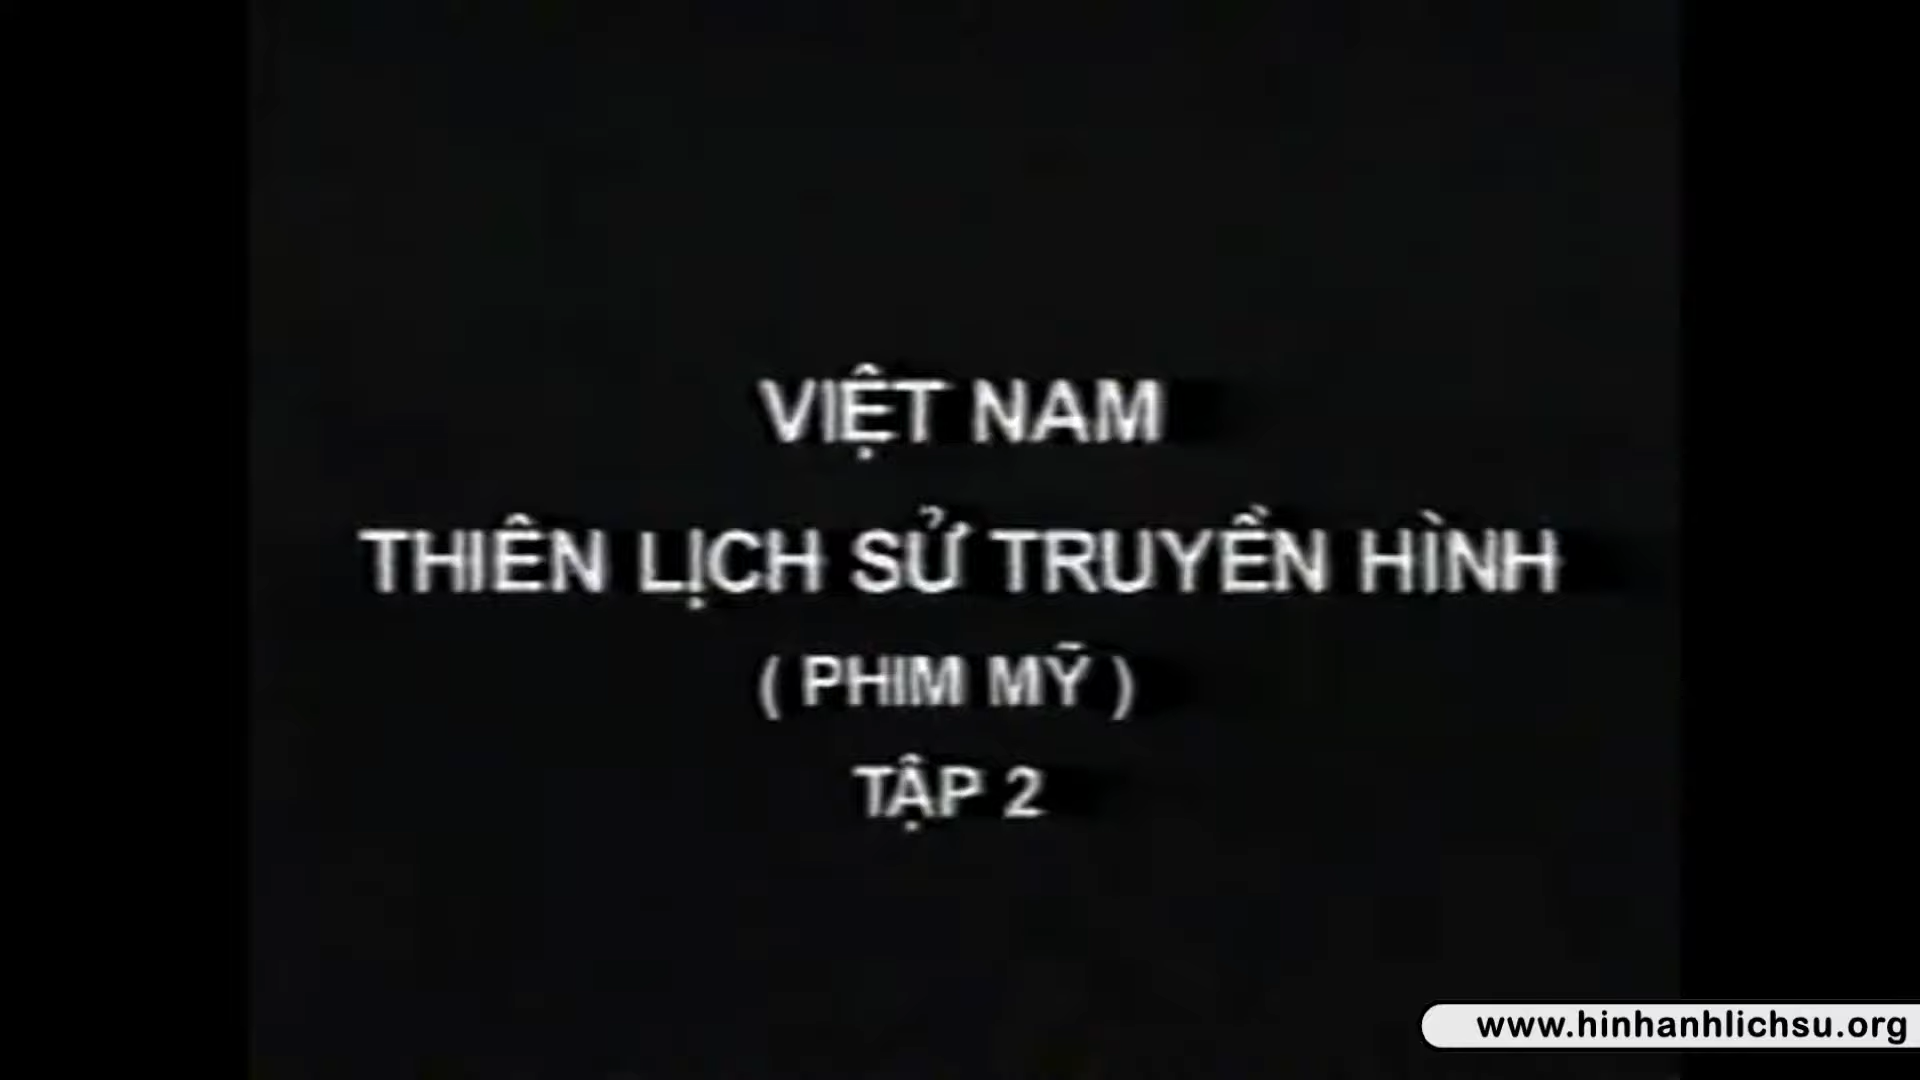 VIỆT NAM
THIÊN LỊCH SỬ TRUYỀN HÌNH
( PHIM MỸ )
TẬP 2
www.hinhanhlichsu.org